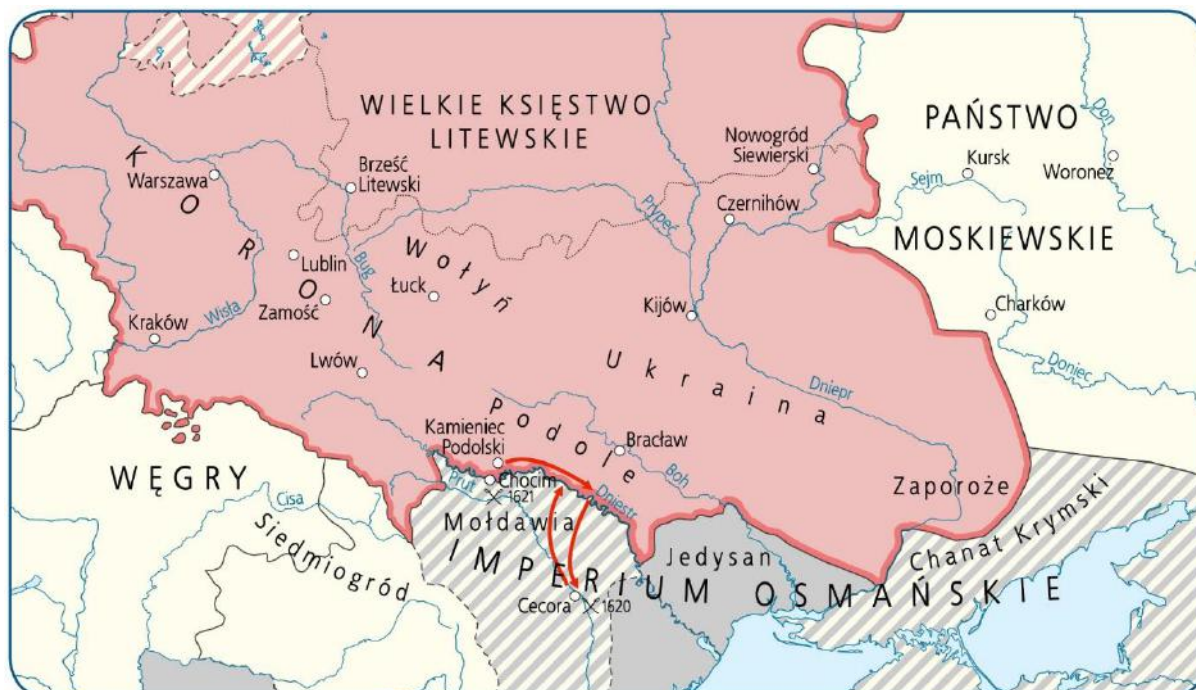 WIELKIE KSIĘSTWO
LITEWSKIE
PAŃSTWO
MOSKIEWSKIE
Nowogród
Siewierski
Kursk
Don
Woroneż
Sejm
Czernihów
Charków
Doniec
KORONA
Warszawa
Brześć
Litewski
Prypeć
Lublin
Bug
Wołyń
Łuck
Zamość
Kijów
Kraków
Wisła
Lwów
Ukraina
Dniepr
Podole
Kamieniec
Podolski
Bracław
Boh
Zaporoże
WĘGRY
Cisa
Siedmiogród
Prut
Chocim
1621
Dniestr
Mołdawia
Jedysan
Chanat Krymski
IMPERIUM OSMAŃSKIE
Cecora
1620